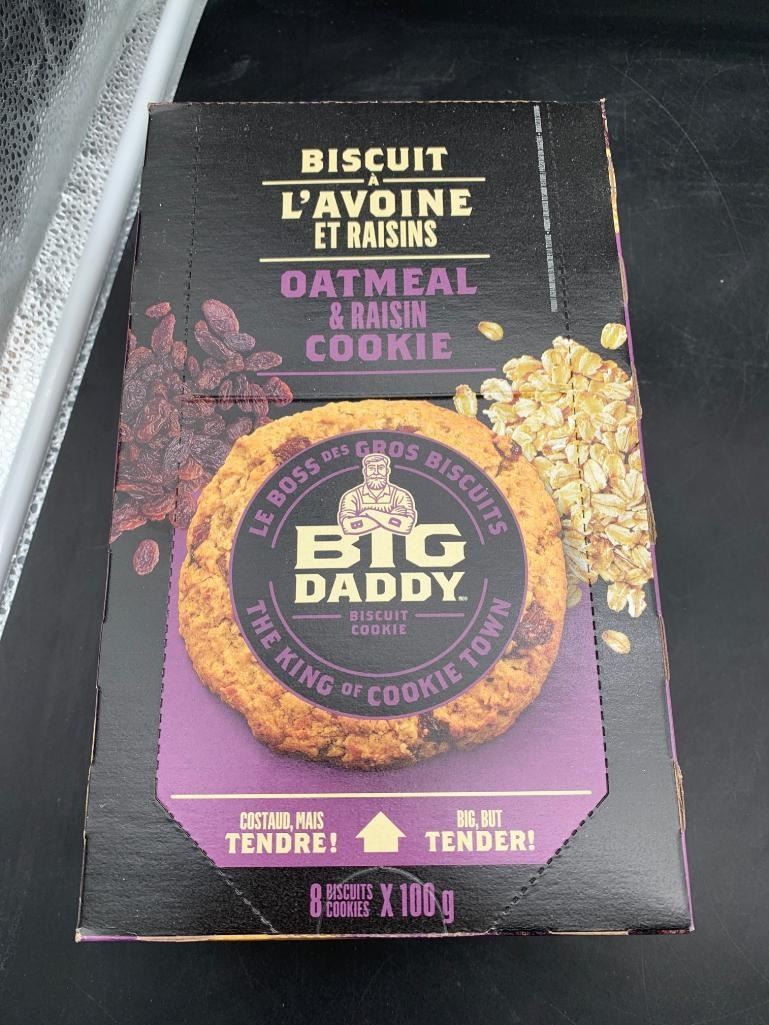 BISCUIT
À
L'AVOINE
ET RAISINS
OATMEAL
& RAISIN
COOKIE
LE BOSS DES GROS BISCUITS
BIG
DADDY
BISCUIT
COOKIE
THE KING OF COOKIE TOWN
COSTAUD, MAIS
TENDRE!
BIG, BUT
TENDER!
8 BISCUITS
COOKIES X 100 g